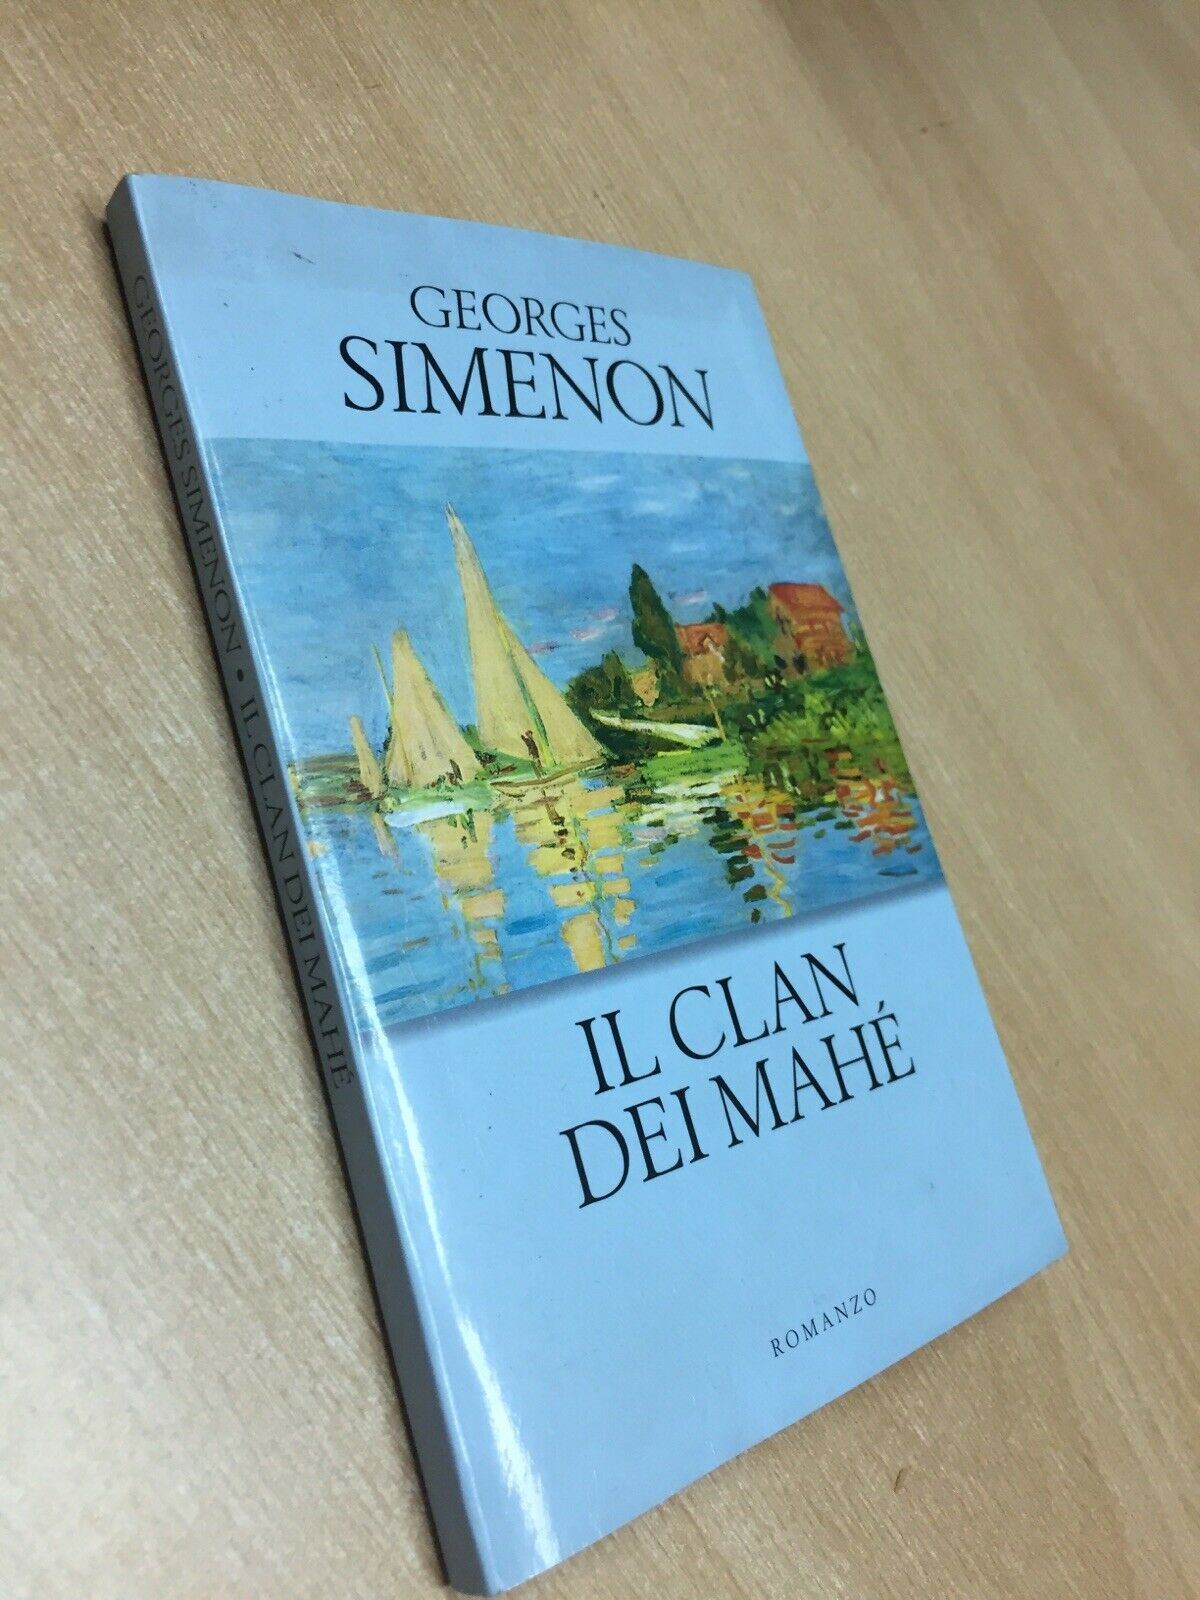 GEORGES
SIMENON
IL CLAN
DEI MAHÉ
ROMANZO
GEORGES SIMENON • IL CLAN DEI MAHÉ